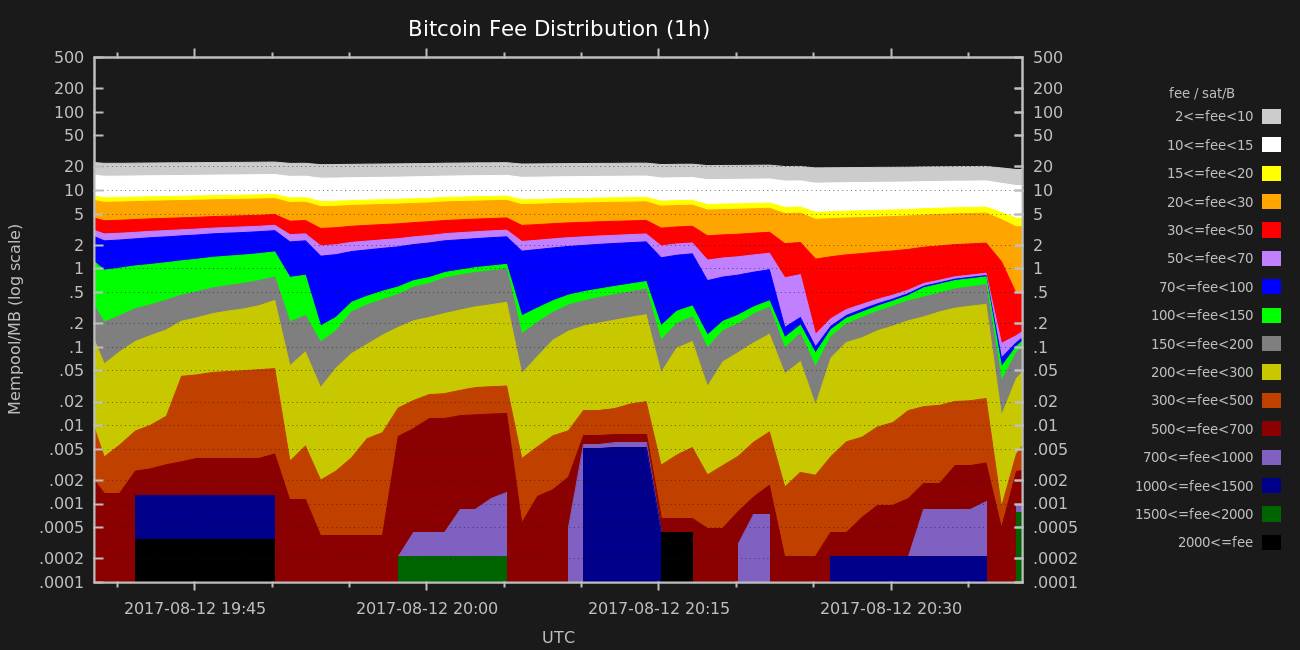 Bitcoin Fee Distribution (1h)
500
200
100
50
20
10
5
2
1
.5
.2
.1
.05
.02
.01
.005
.002
.001
.0005
.0002
.0001
Mempool/MB (log scale)
500
200
100
50
20
10
5
2
1
.5
.2
.1
.05
.02
.01
.005
.002
.001
.0005
.0002
.0001
2017-08-12 19:45
2017-08-12 20:00
2017-08-12 20:15
2017-08-12 20:30
UTC
fee / sat/B
2<=fee<10
10<=fee<15
15<=fee<20
20<=fee<30
30<=fee<50
50<=fee<70
70<=fee<100
100<=fee<150
150<=fee<200
200<=fee<300
300<=fee<500
500<=fee<700
700<=fee<1000
1000<=fee<1500
1500<=fee<2000
2000<=fee